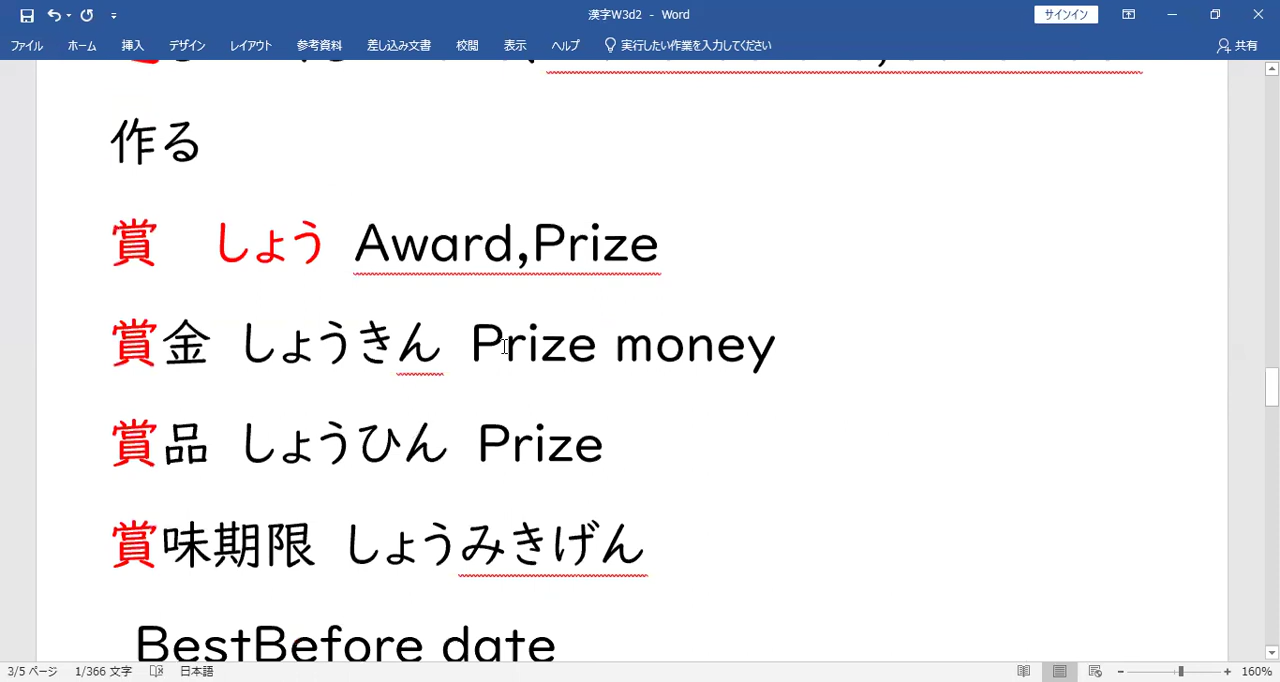 漢字W3d2 - Word
サインイン
ファイル ホーム 挿入 デザイン レイアウト 参考資料 差し込み文書 校閲 表示 ヘルプ 実行したい作業を入力してください 共有
作る
賞 しょう Award,Prize
賞金 しょうきん Prize money
賞品 しょうひん Prize
賞味期限 しょうみきげん
BestBefore date
3/5 ページ 1/366 文字 日本語 160%